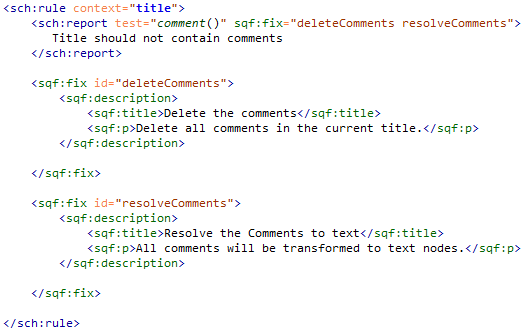 <sch:rule context="title">
<sch:report test="comment()" sqf:fix="deleteComments resolveComments">
Title should not contain comments
</sch:report>
<sqf:fix id="deleteComments">
<sqf:description>
<sqf:title>Delete the comments</sqf:title>
<sqf:p>Delete all comments in the current title.</sqf:p>
</sqf:description>
</sqf:fix>
<sqf:fix id="resolveComments">
<sqf:description>
<sqf:title>Resolve the Comments to text</sqf:title>
<sqf:p>All comments will be transformed to text nodes.</sqf:p>
</sqf:description>
</sqf:fix>
</sch:rule>